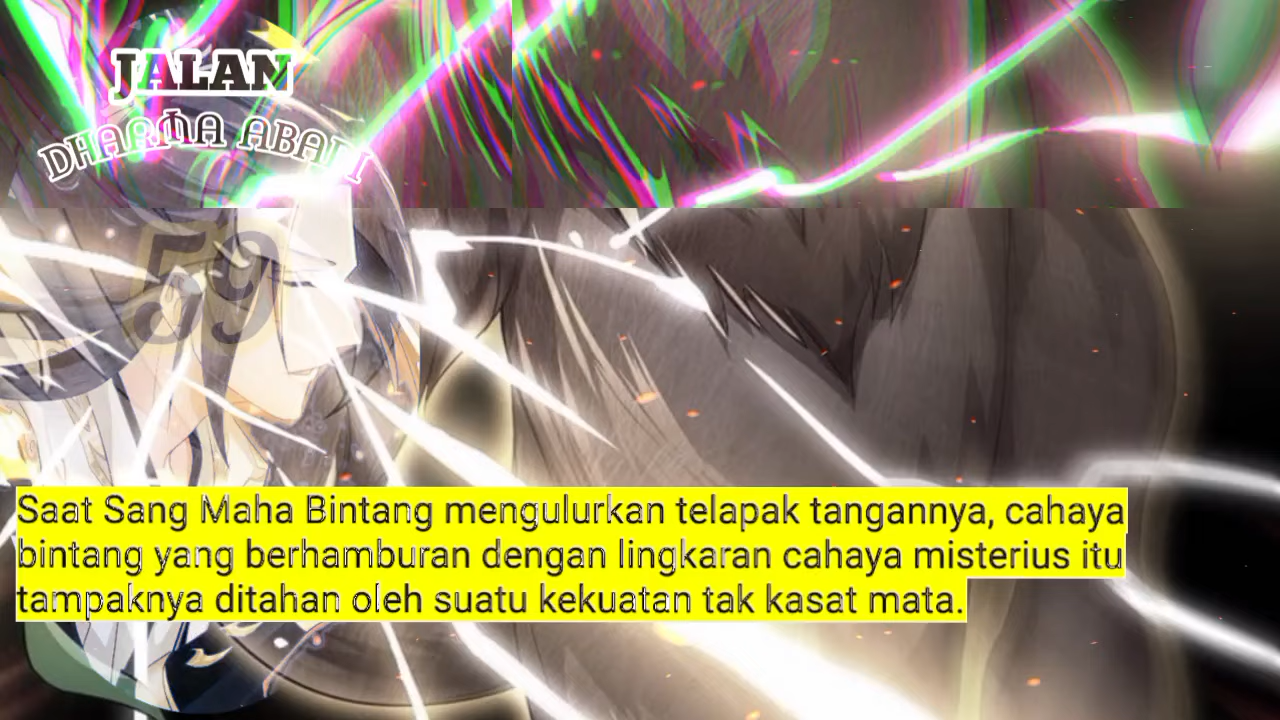 JALAN
DHARMA ABADI
59
Saat Sang Maha Bintang mengulurkan telapak tangannya, cahaya
bintang yang berhamburan dengan lingkaran cahaya misterius itu
tampaknya ditahan oleh suatu kekuatan tak kasat mata.